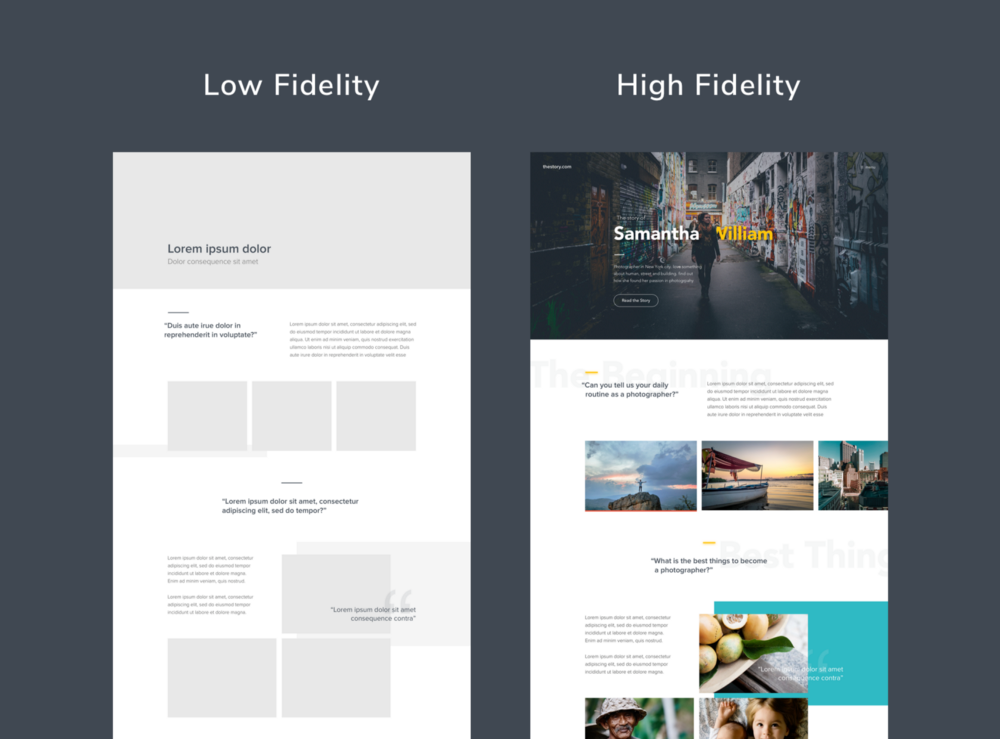 Low Fidelity
High Fidelity
Lorem ipsum dolor
Dolor consequence sit amet
“Duis aute irue dolor in
reprehenderit in voluptate?”
Lorem ipsum dolor sit amet, consectetur adipiscing elit, sed
do eiusmod tempor incididunt ut labore et dolore magna
aliqua. Ut enim ad minim veniam, quis nostrud exercitation
ullamco laboris nisi ut aliquip commodo consequat. Duis
aute irure dolor in reprehenderit in voluptate esse
“Lorem ipsum dolor sit amet, consectetur
adipiscing elit, sed do tempor?”
Lorem ipsum dolor sit amet, consectetur
adipiscing elit, sed do eiusmod tempor
incididunt ut labore et dolore magna.
Enim ad minim veniam, quis nostrud.
Lorem ipsum dolor sit amet, consectetur
adipiscing elit, sed do eiusmod tempor
incididunt ut labore et dolore magna.
“Lorem ipsum dolor sit amet
consequence contra”
thestory.com
The story of
Samantha William
Photographer in New York city, love something
about human, street and building. Find out
how she found her passion in photography
Read the Story
The Beginning
“Can you tell us your daily
routine as a photographer?”
Lorem ipsum dolor sit amet, consectetur adipiscing elit, sed
do eiusmod tempor incididunt ut labore et dolore magna
aliqua. Ut enim ad minim veniam, quis nostrud exercitation
ullamco laboris nisi ut aliquip commodo consequat. Duis
aute irure dolor in reprehenderit in voluptate esse
Best Thing
“What is the best things to become
a photographer?”
Lorem ipsum dolor sit amet, consectetur
adipiscing elit, sed do eiusmod tempor
incididunt ut labore et dolore magna.
Enim ad minim veniam, quis nostrud.
Lorem ipsum dolor sit amet, consectetur
adipiscing elit, sed do eiusmod tempor
incididunt ut labore et dolore magna.
“Lorem ipsum dolor sit amet
consequence contra”